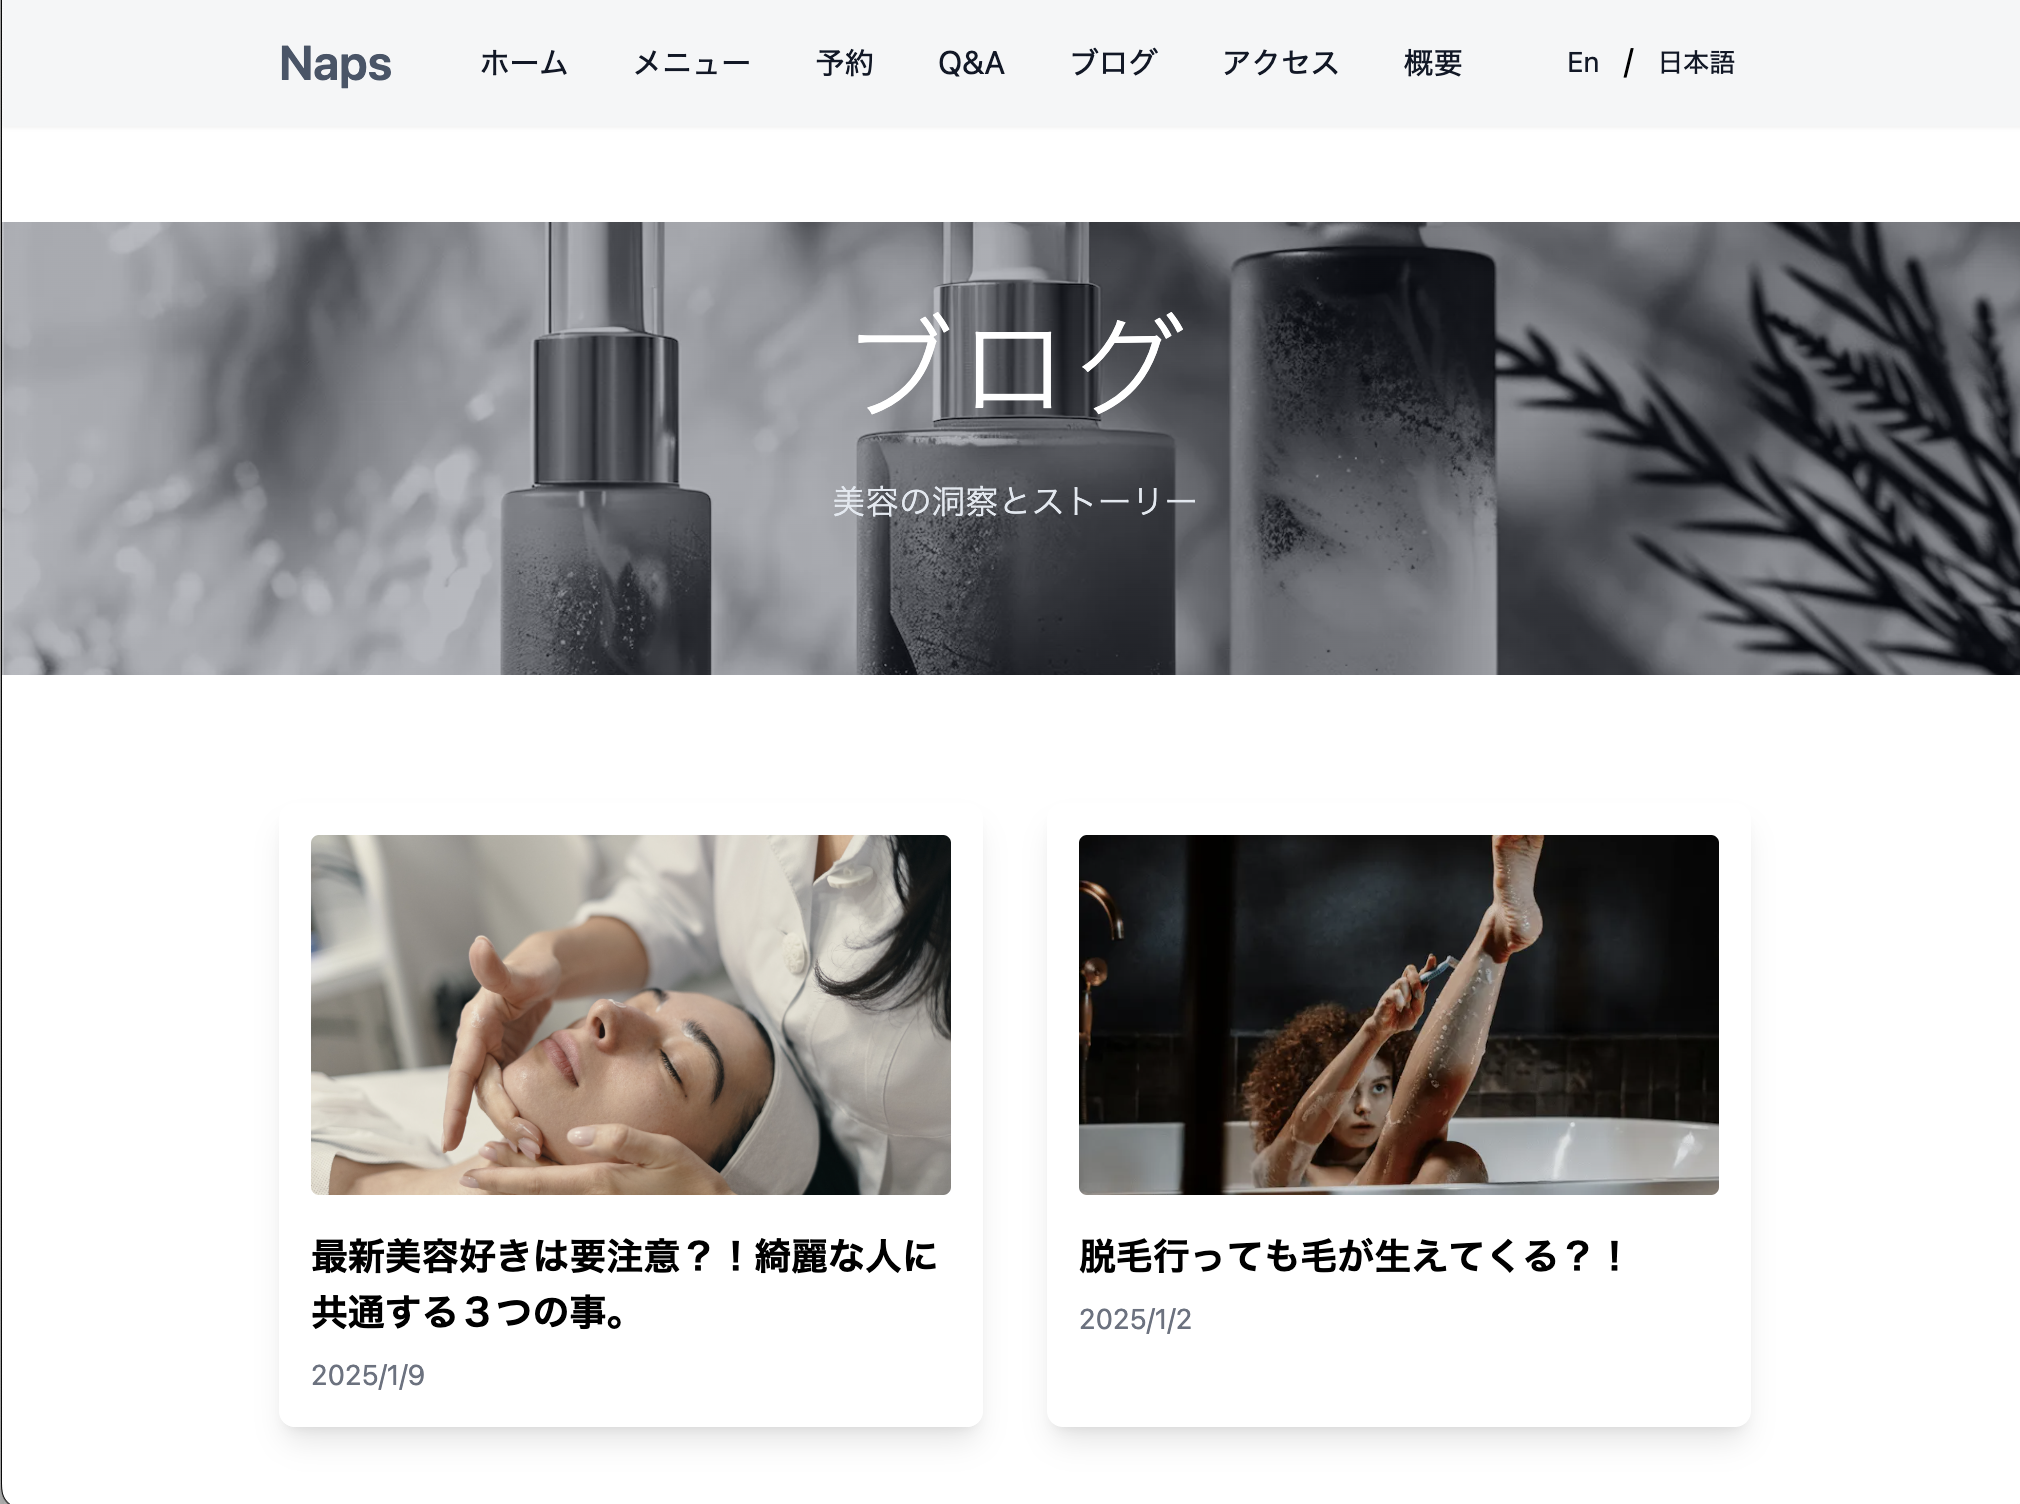 Naps ホーム メニュー 予約 Q&A ブログ アクセス 概要 En / 日本語
ブログ
美容の洞察とストーリー
最新美容好きは要注意？！綺麗な人に
共通する３つの事。
2025/1/9
脱毛行っても毛が生えてくる？！
2025/1/2